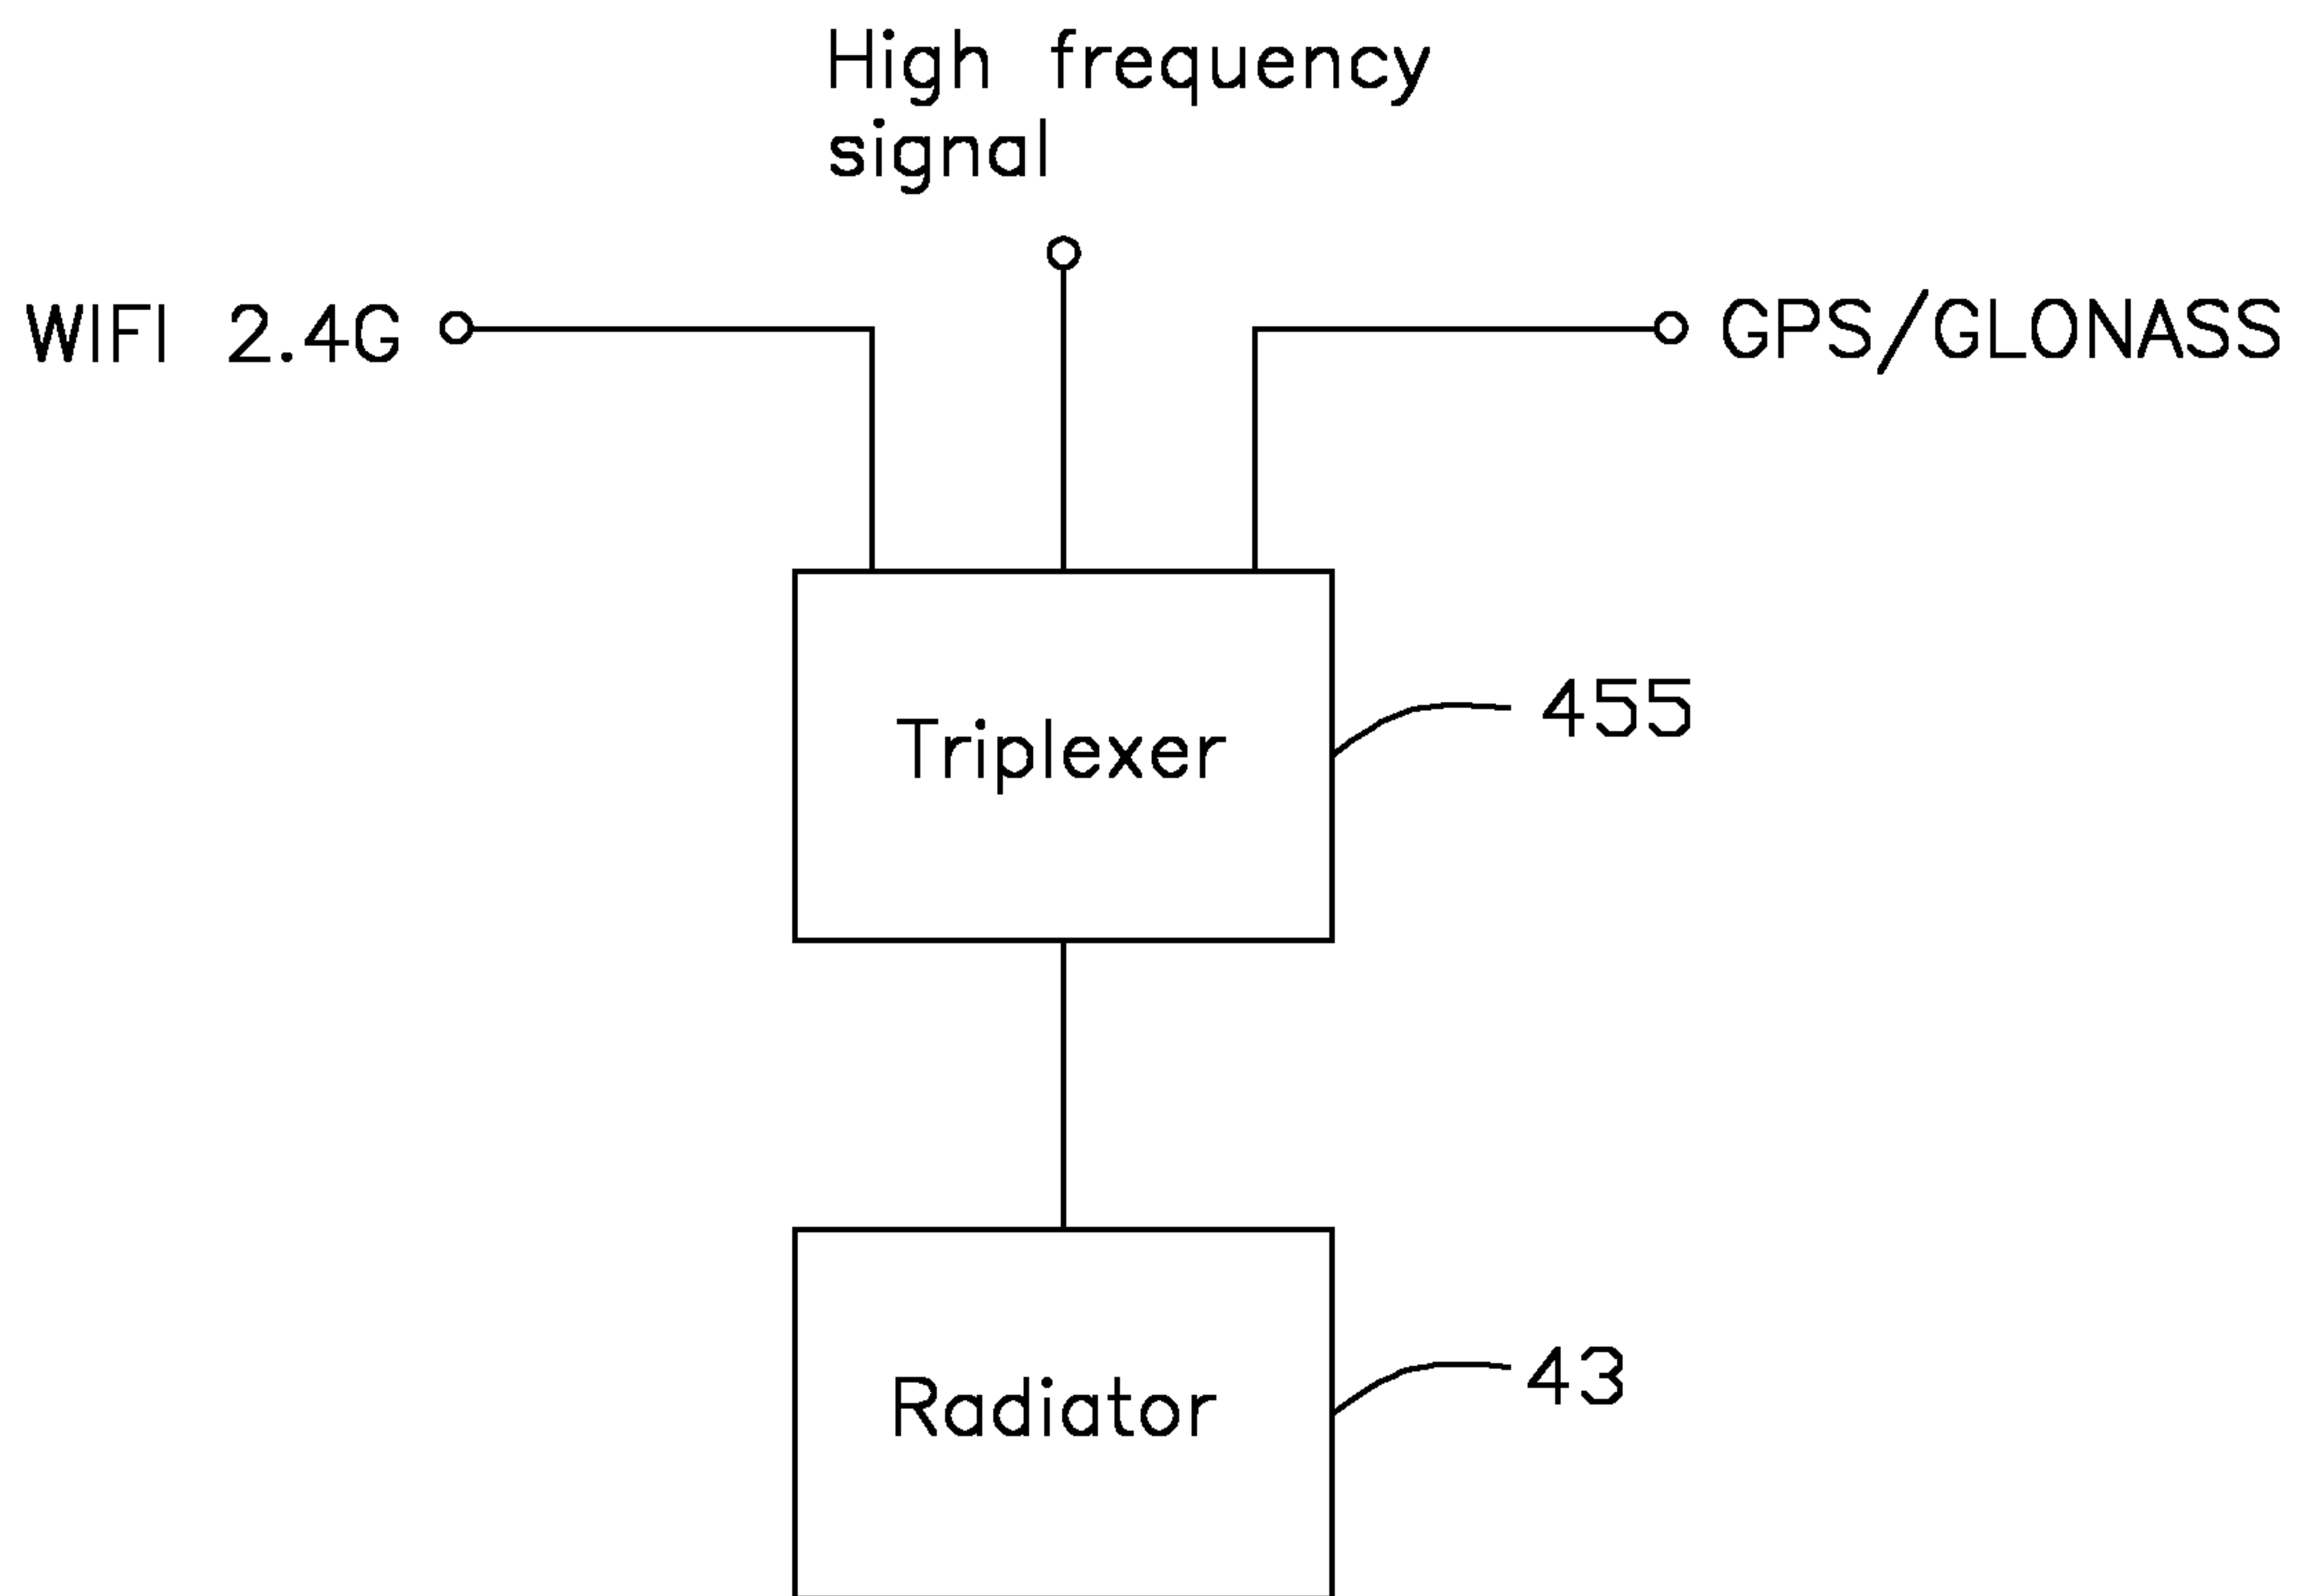 High frequency
signal
WIFI 2.4G
GPS/GLONASS
455
Triplexer
43
Radiator